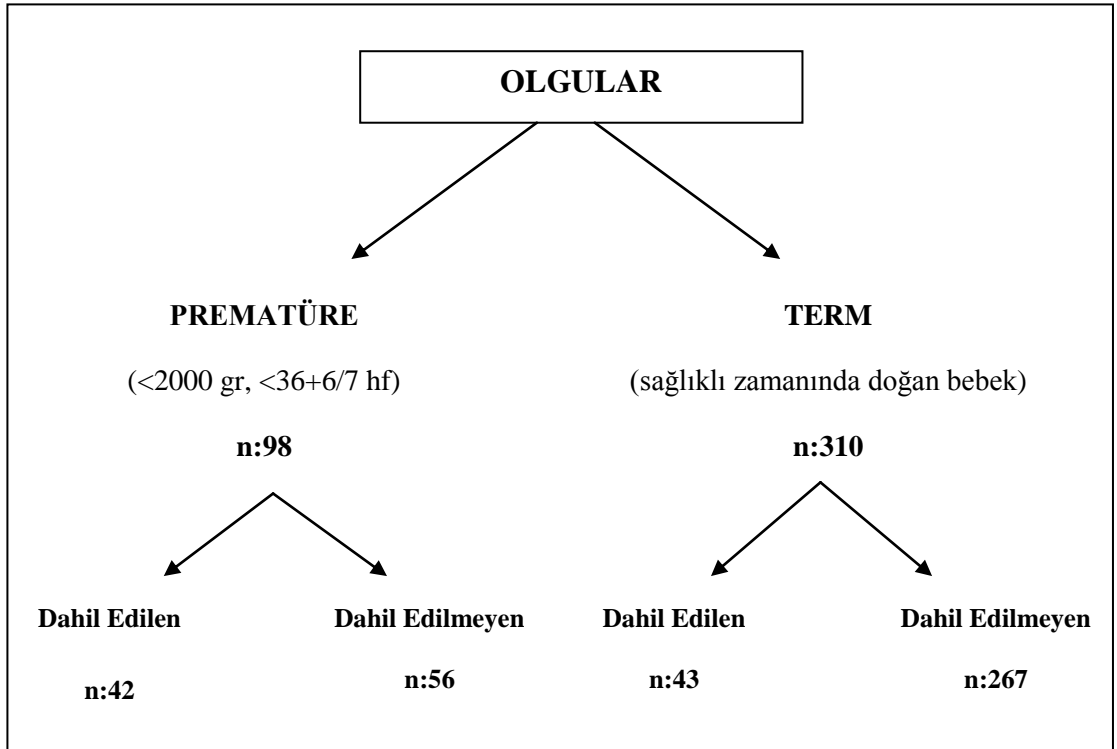 OLGULAR
PREMATÜRE
(<2000 gr, <36+6/7 hf)
n:98
TERM
(sağlıklı zamanında doğan bebek)
n:310
Dahil Edilen
n:42
Dahil Edilmeyen
n:56
Dahil Edilen
n:43
Dahil Edilmeyen
n:267